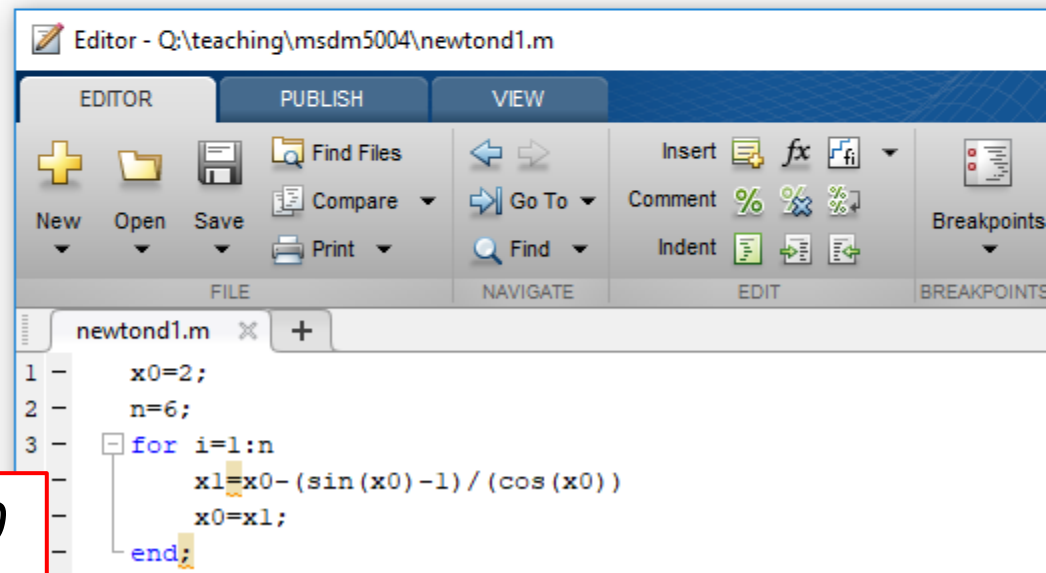 Editor - Q:\teaching\msdm5004\newtond1.m
EDITOR PUBLISH VIEW
New Open Save Find Files Compare Print Go To Find Insert fx fi Comment % Indent Breakpoints
FILE NAVIGATE EDIT BREAKPOINTS
newtond1.m × +
1 – x0=2;
2 – n=6;
3 – for i=1:n
– x1=x0-(sin(x0)-1)/(cos(x0))
– x0=x1;
– end;